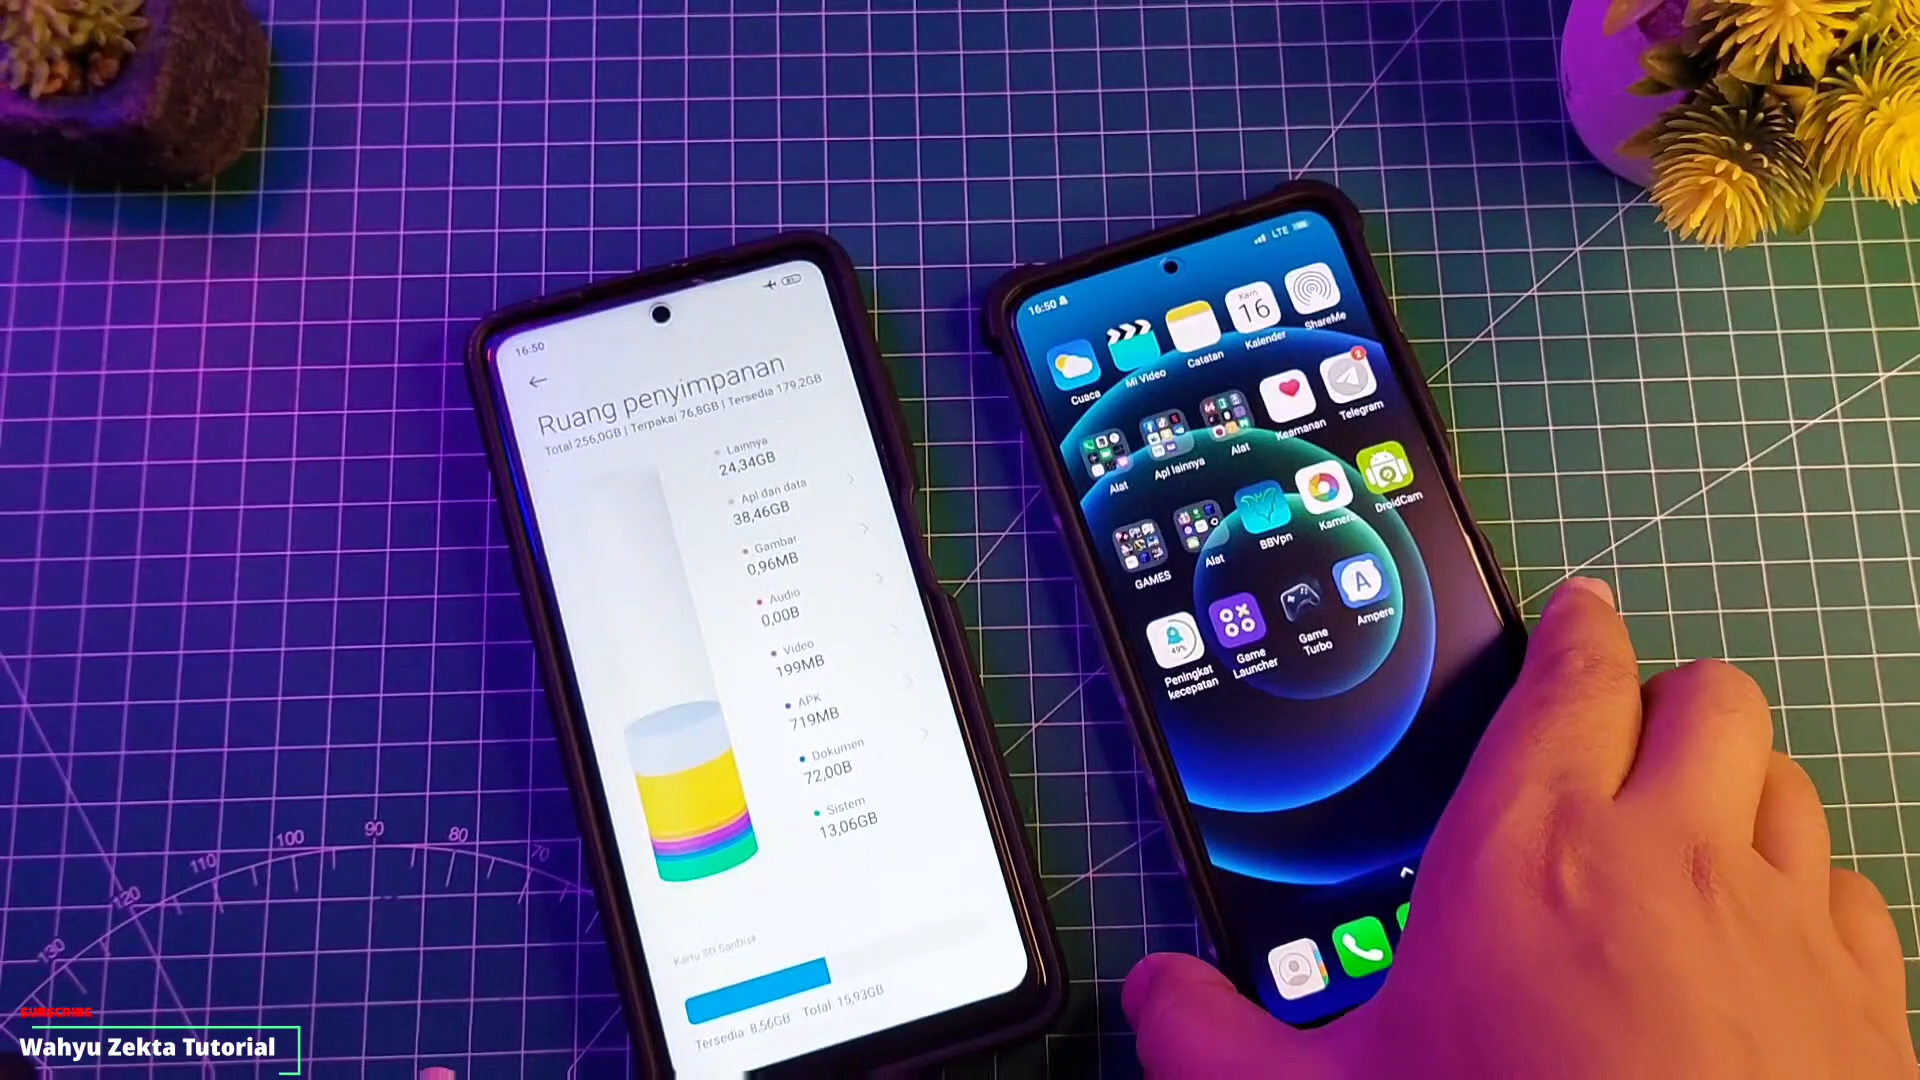 16.50
Ruang penyimpanan
Total 256,0GB | Terpakai 76,8GB | Tersedia 179,2GB
Lainnya
24,34GB
Apl dan data
38,46GB
Gambar
0,96MB
Audio
0,00B
Video
199MB
APK
719MB
Dokumen
72,00B
Sistem
13,06GB
Kartu SD SanDisk
Tersedia: 8,56GB Total: 15,93GB
16:50
LTE
Cuaca
Mi Video
Catatan
Kam
16
Kalender
ShareMe
Alat
Apl lainnya
Alat
Keamanan
2
Telegram
GAMES
Alat
BBVpn
Kamera
DroidCam
49%
Peningkat
kecepatan
Game
Launcher
Game
Turbo
A
Ampere
130
120
110
100
90
80
70
SUBSCRIBE
Wahyu Zekta Tutorial